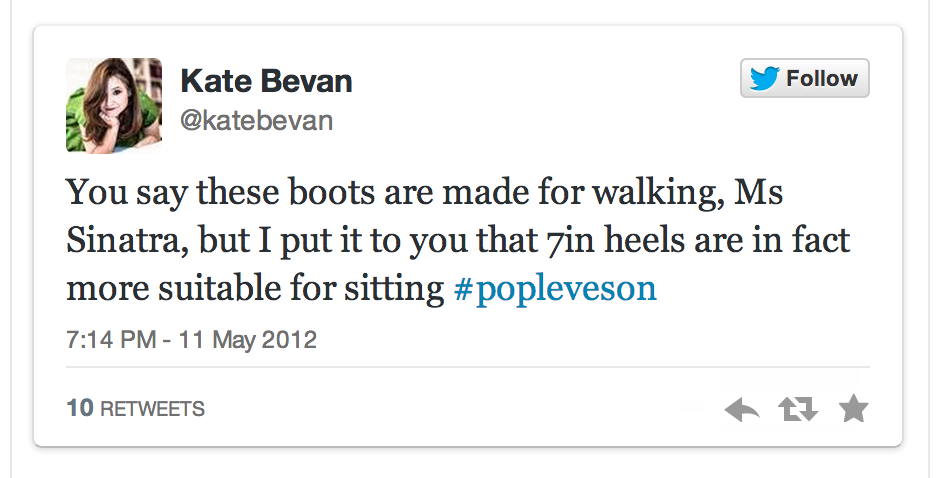 Kate Bevan
@katebevan
Follow
You say these boots are made for walking, Ms
Sinatra, but I put it to you that 7in heels are in fact
more suitable for sitting #popleveson
7:14 PM - 11 May 2012
10 RETWEETS